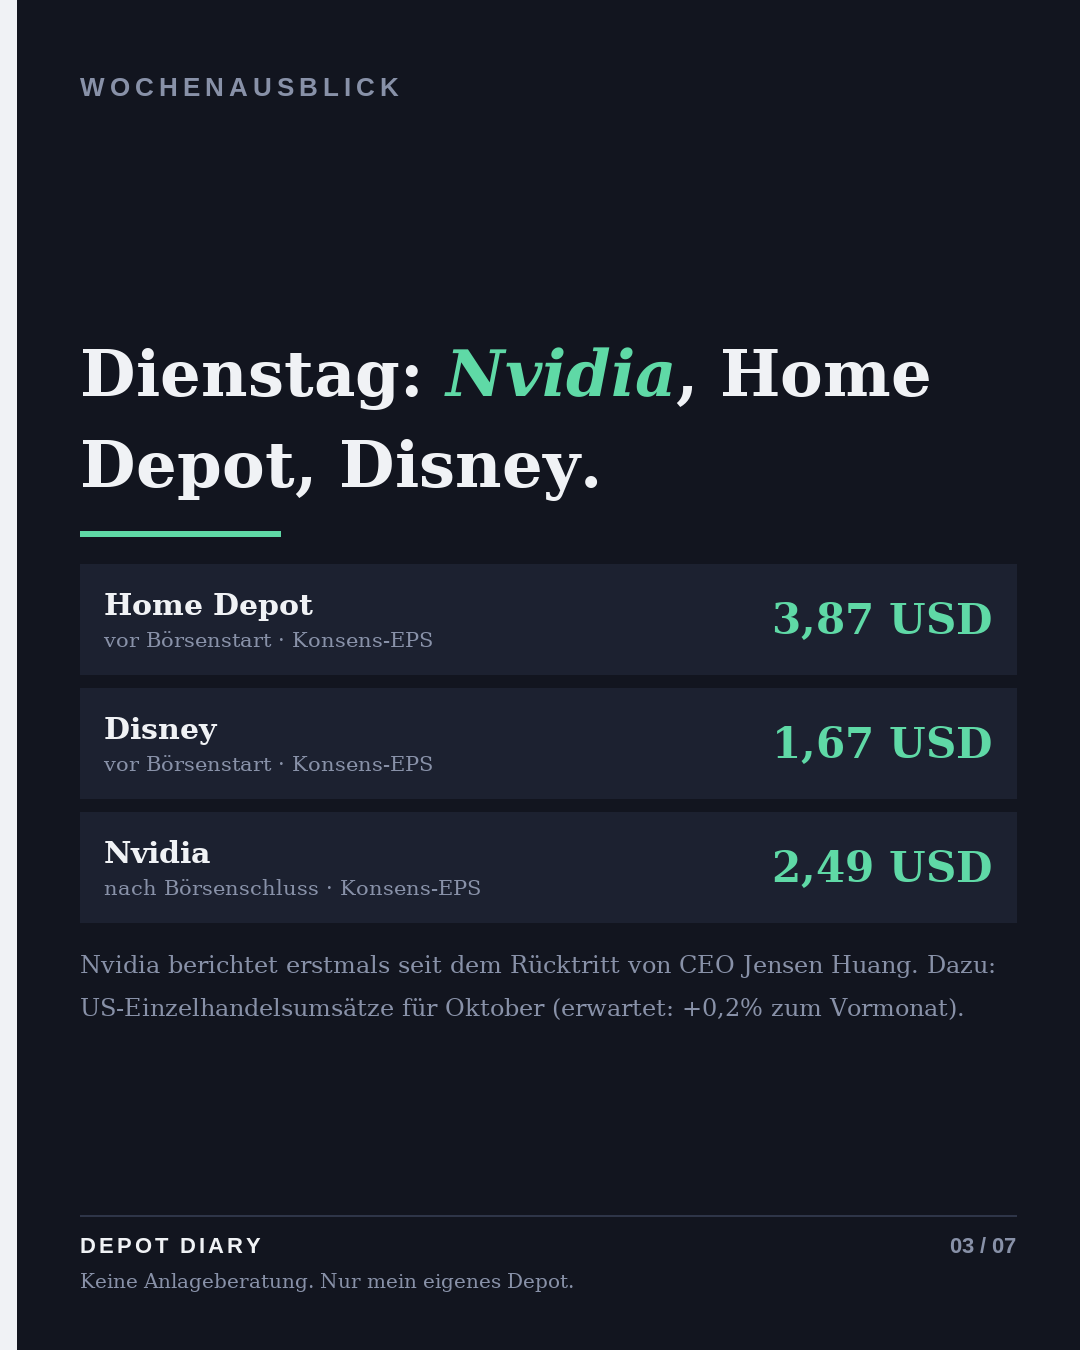 WOCHENAUSBLICK
Dienstag: Nvidia, Home
Depot, Disney.
Home Depot
vor Börsenstart · Konsens-EPS
3,87 USD
Disney
vor Börsenstart · Konsens-EPS
1,67 USD
Nvidia
nach Börsenschluss · Konsens-EPS
2,49 USD
Nvidia berichtet erstmals seit dem Rücktritt von CEO Jensen Huang. Dazu:
US-Einzelhandelsumsätze für Oktober (erwartet: +0,2% zum Vormonat).
DEPOT DIARY
03 / 07
Keine Anlageberatung. Nur mein eigenes Depot.